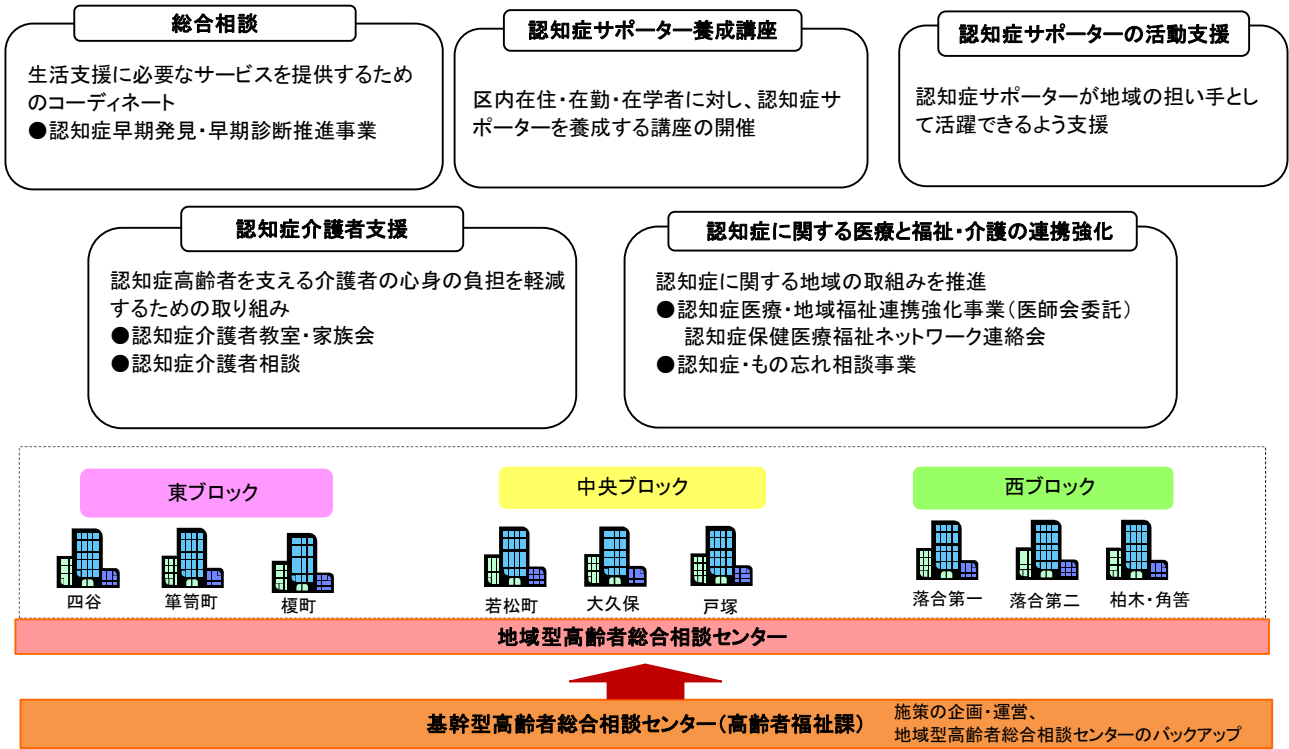 総合相談
生活支援に必要なサービスを提供するため
のコーディネート
●認知症早期発見・早期診断推進事業
認知症サポーター養成講座
区内在住・在勤・在学者に対し、認知症サ
ポーターを養成する講座の開催
認知症サポーターの活動支援
認知症サポーターが地域の担い手とし
て活躍できるよう支援
認知症介護者支援
認知症高齢者を支える介護者の心身の負担を軽減
するための取り組み
●認知症介護者教室・家族会
●認知症介護者相談
認知症に関する医療と福祉・介護の連携強化
認知症に関する地域の取組みを推進
●認知症医療・地域福祉連携強化事業(医師会委託)
認知症保健医療福祉ネットワーク連絡会
●認知症・もの忘れ相談事業
東ブロック
四谷
箪笥町
榎町
中央ブロック
若松町
大久保
戸塚
西ブロック
落合第一
落合第二
柏木・角筈
地域型高齢者総合相談センター
基幹型高齢者総合相談センター(高齢者福祉課)
施策の企画・運営、
地域型高齢者総合相談センターのバックアップ